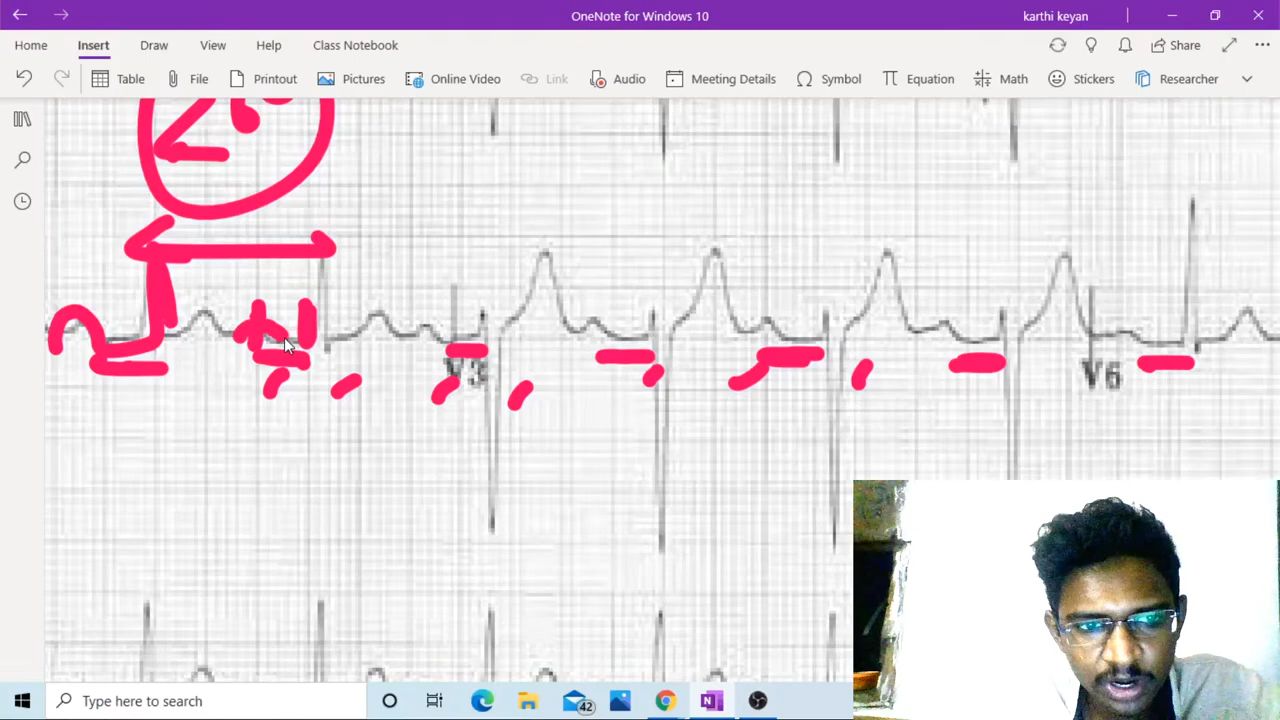 OneNote for Windows 10
karthi keyan
Home Insert Draw View Help Class Notebook
Share
Table File Printout Pictures Online Video Link Audio Meeting Details Symbol Equation Math Stickers Researcher
V3
V6
Type here to search
42